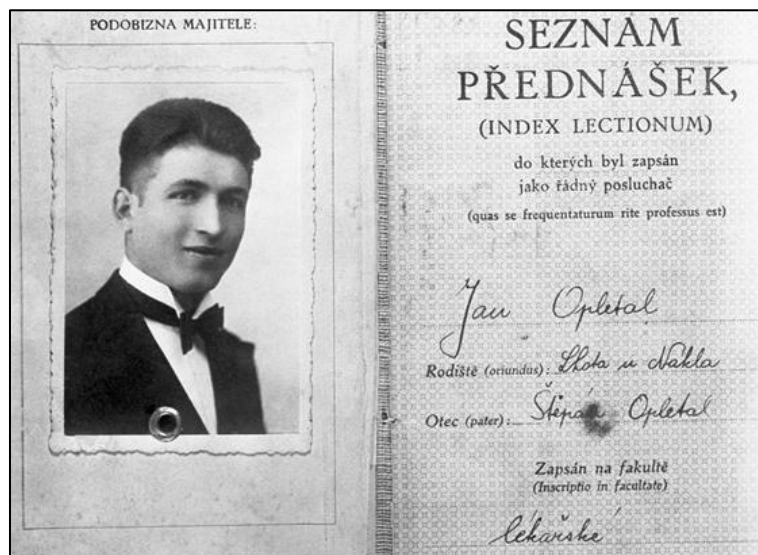 PODOBIZNA MAJITELE:
SEZNAM
PŘEDNÁŠEK,
(INDEX LECTIONUM)
do kterých byl zapsán
jako řádný posluchač
(quas se frequentaturum rite professus est)
Jan Opletal
Rodiště (oriundus): Lhota u Nákla
Otec (pater): Štěpán Opletal
Zapsán na fakultě
(Inscriptio in facultate)
lékařské